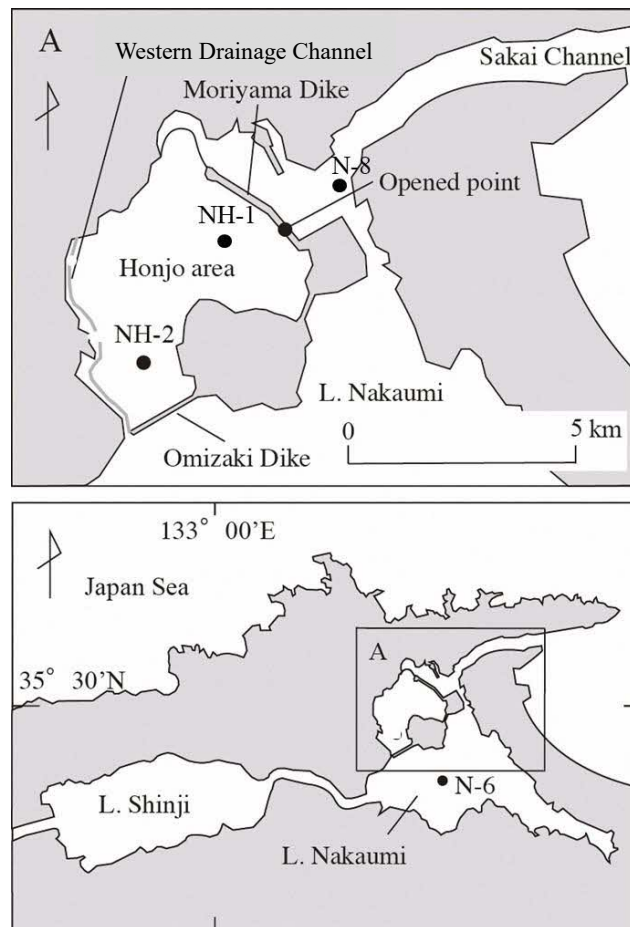 A
Western Drainage Channel
Sakai Channel
Moriyama Dike
N-8
Opened point
NH-1
Honjo area
NH-2
L. Nakaumi
Omizaki Dike
0
5 km
133° 00'E
Japan Sea
A
35° 30'N
L. Shinji
N-6
L. Nakaumi